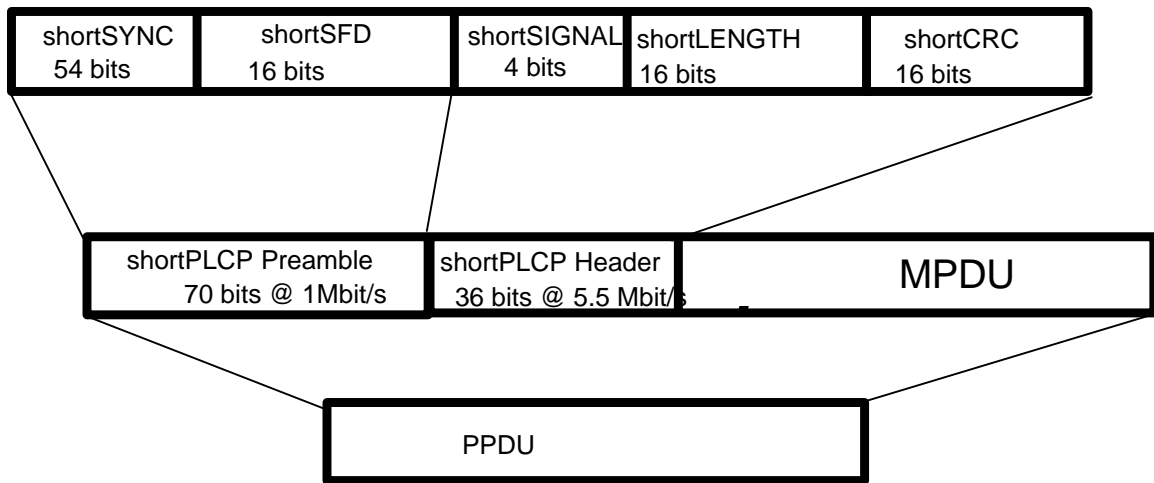 shortSYNC
54 bits
shortSFD
16 bits
shortSIGNAL
4 bits
shortLENGTH
16 bits
shortCRC
16 bits
shortPLCP Preamble
70 bits @ 1Mbit/s
shortPLCP Header
36 bits @ 5.5 Mbit/s
MPDU
PPDU